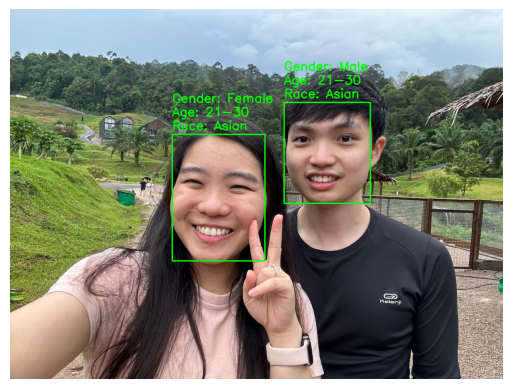 Gender: Male
Age: 21-30
Race: Asian
Gender: Female
Age: 21-30
Race: Asian
Kalenji